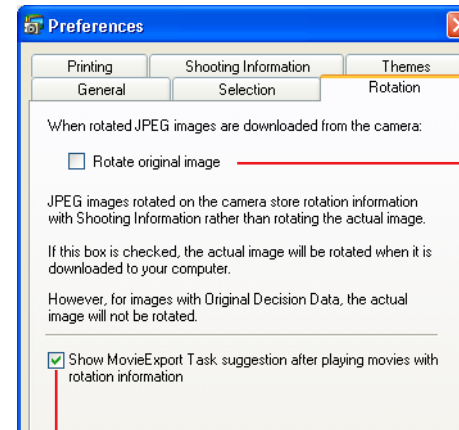 Preferences
Printing Shooting Information Themes
General Selection Rotation
When rotated JPEG images are downloaded from the camera:
Rotate original image
JPEG images rotated on the camera store rotation information
with Shooting Information rather than rotating the actual image.
If this box is checked, the actual image will be rotated when it is
downloaded to your computer.
However, for images with Original Decision Data, the actual
image will not be rotated.
Show MovieExport Task suggestion after playing movies with
rotation information